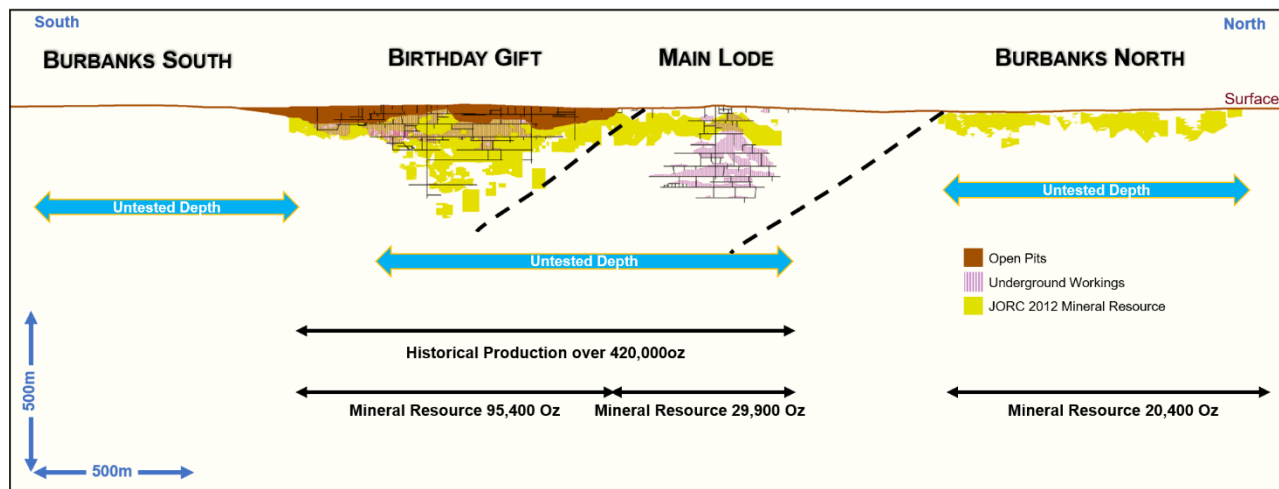 South
North
BURBANKS SOUTH
BIRTHDAY GIFT
MAIN LODE
BURBANKS NORTH
Surface
Untested Depth
Untested Depth
Untested Depth
Open Pits
Underground Workings
JORC 2012 Mineral Resource
Historical Production over 420,000oz
Mineral Resource 95,400 Oz
Mineral Resource 29,900 Oz
Mineral Resource 20,400 Oz
500m
500m